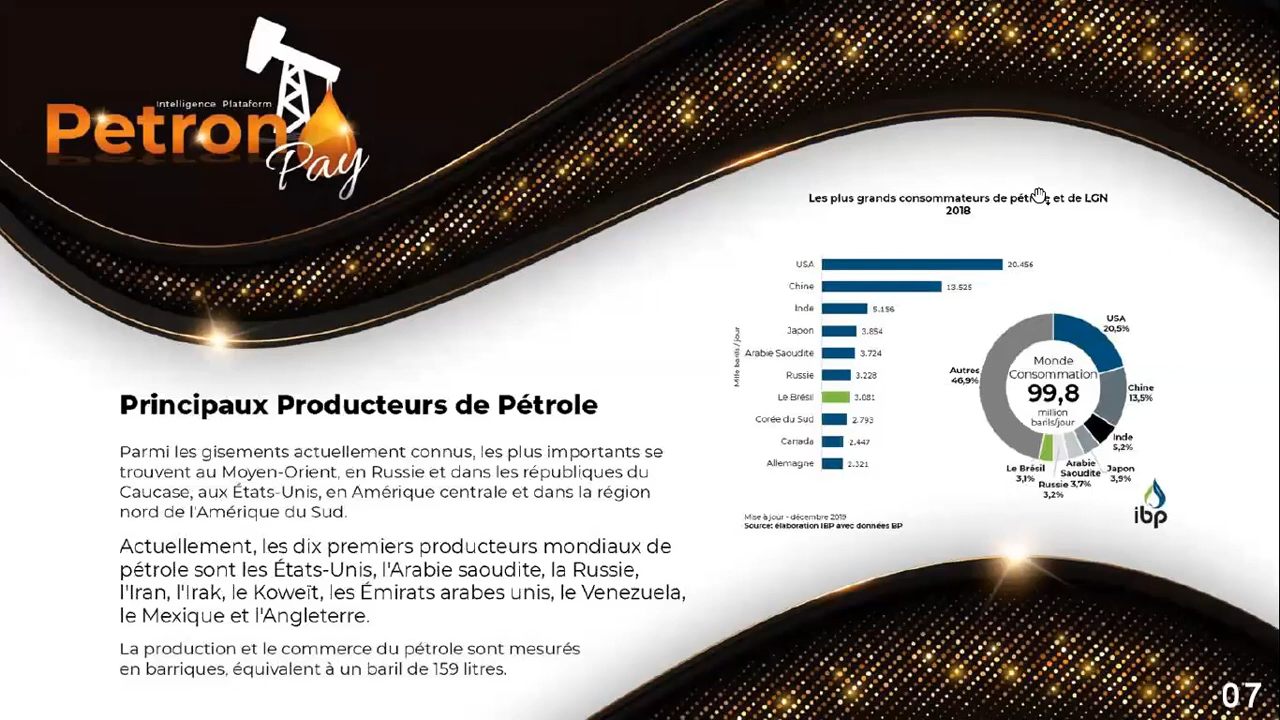 Intelligence Plataform
Petron
Pay
Les plus grands consommateurs de pétrole et de LGN
2018
USA 20.456
Chine 13.525
Inde 5.156
Japon 3.854
Arabie Saoudite 3.724
Russie 3.228
Le Brésil 3.081
Corée du Sud 2.793
Canada 2.447
Allemagne 2.321
Mille barils / jour
USA
20,5%
Chine
13,5%
Inde
5,2%
Japon
3,9%
Arabie
Saoudite
3,7%
Russie
3,2%
Le Brésil
3,1%
Autres
46,9%
Monde
Consommation
99,8
million
barils/jour
Mise à jour - décembre 2019
Source: élaboration IBP avec données BP
ibp
Principaux Producteurs de Pétrole
Parmi les gisements actuellement connus, les plus importants se
trouvent au Moyen-Orient, en Russie et dans les républiques du
Caucase, aux États-Unis, en Amérique centrale et dans la région
nord de l'Amérique du Sud.
Actuellement, les dix premiers producteurs mondiaux de
pétrole sont les États-Unis, l'Arabie saoudite, la Russie,
l'Iran, l'Irak, le Koweït, les Émirats arabes unis, le Venezuela,
le Mexique et l'Angleterre.
La production et le commerce du pétrole sont mesurés
en barriques, équivalent à un baril de 159 litres.
07